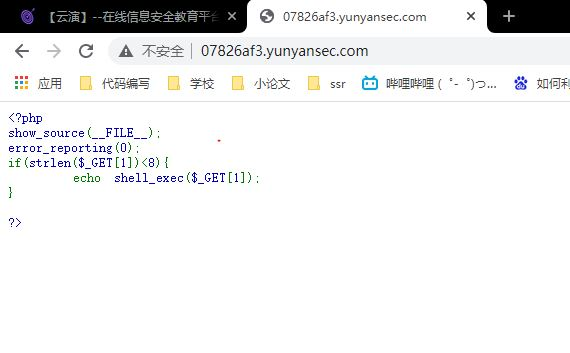 【云演】--在线信息安全教育平台
07826af3.yunyansec.com
不安全
07826af3.yunyansec.com
应用
代码编写
学校
小论文
ssr
哔哩哔哩 ( ゜- ゜)つ...
如何利
<?php
show_source(__FILE__);
error_reporting(0);
if(strlen($_GET[1])<8){
        echo  shell_exec($_GET[1]);
}
?>